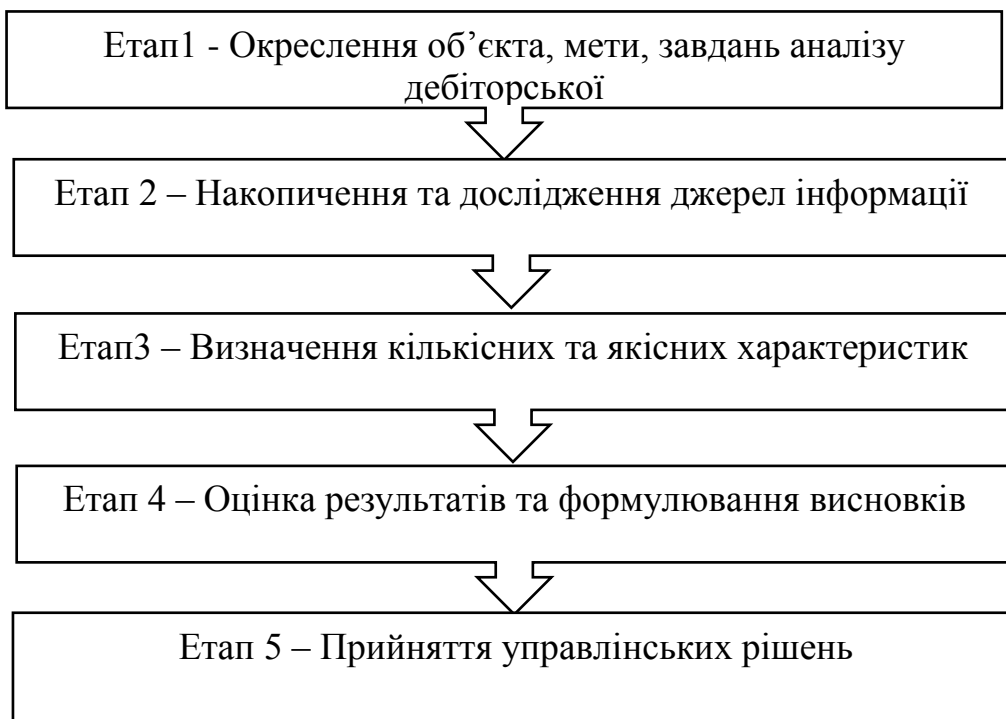 Етап1 - Окреслення об’єкта, мети, завдань аналізу
дебіторської
Етап 2 – Накопичення та дослідження джерел інформації
Етап3 – Визначення кількісних та якісних характеристик
Етап 4 – Оцінка результатів та формулювання висновків
Етап 5 – Прийняття управлінських рішень